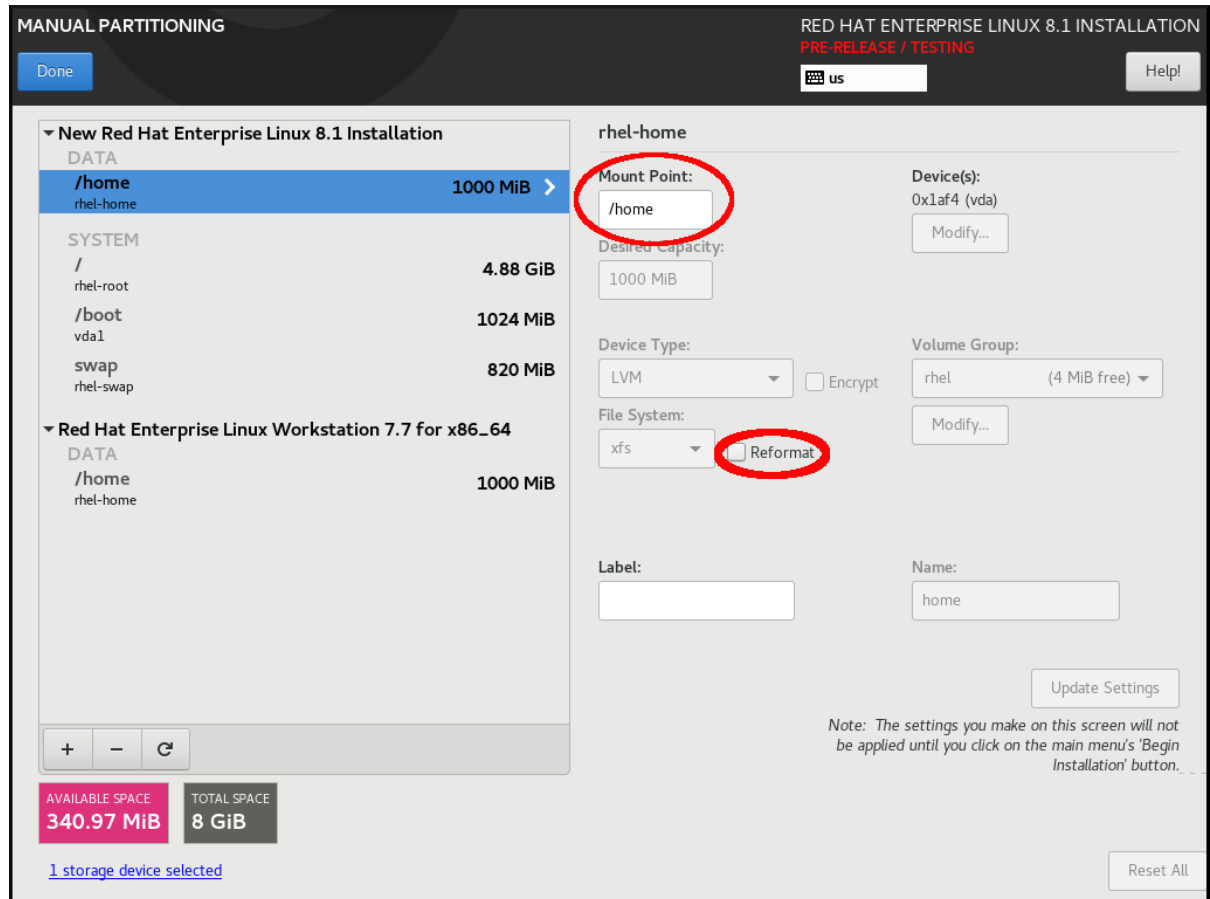 MANUAL PARTITIONING
RED HAT ENTERPRISE LINUX 8.1 INSTALLATION
PRE-RELEASE / TESTING
Done
us
Help!
New Red Hat Enterprise Linux 8.1 Installation
DATA
/home
1000 MiB
rhel-home
SYSTEM
/
4.88 GiB
rhel-root
/boot
1024 MiB
vda1
swap
820 MiB
rhel-swap
Red Hat Enterprise Linux Workstation 7.7 for x86_64
DATA
/home
1000 MiB
rhel-home
+ −
AVAILABLE SPACE
340.97 MiB
TOTAL SPACE
8 GiB
1 storage device selected
rhel-home
Mount Point:
/home
Desired Capacity:
1000 MiB
Device(s):
0x1af4 (vda)
Modify...
Device Type:
LVM
Encrypt
Volume Group:
rhel (4 MiB free)
Modify...
File System:
xfs
Reformat
Label:
Name:
home
Update Settings
Note: The settings you make on this screen will not
be applied until you click on the main menu's 'Begin
Installation' button.
Reset All